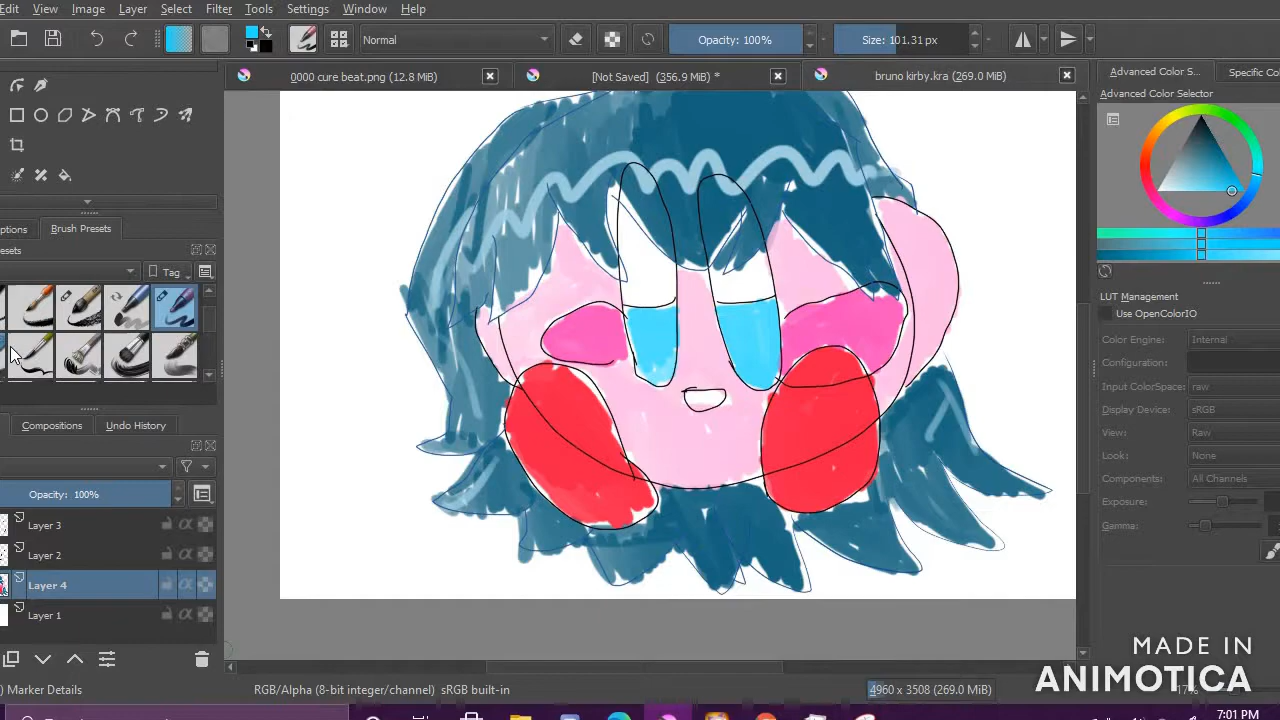 Edit View Image Layer Select Filter Tools Settings Window Help
Normal Opacity: 100% Size: 101.31 px
0000 cure beat.png (12.8 MiB) [Not Saved] (356.9 MiB) * bruno kirby.kra (269.0 MiB) Advanced Color S... Specific Co
Advanced Color Selector
ptions Brush Presets
esets
Tag
LUT Management
Use OpenColorIO
Color Engine: Internal
Configuration:
Input ColorSpace: raw
Display Device: sRGB
View: Raw
Look: None
Components: All Channels
Exposure:
Gamma:
Compositions Undo History
Opacity: 100%
Layer 3
Layer 2
Layer 4
Layer 1
) Marker Details RGB/Alpha (8-bit integer/channel) sRGB built-in 4960 x 3508 (269.0 MiB) 17%
MADE IN
ANIMOTICA
7:01 PM